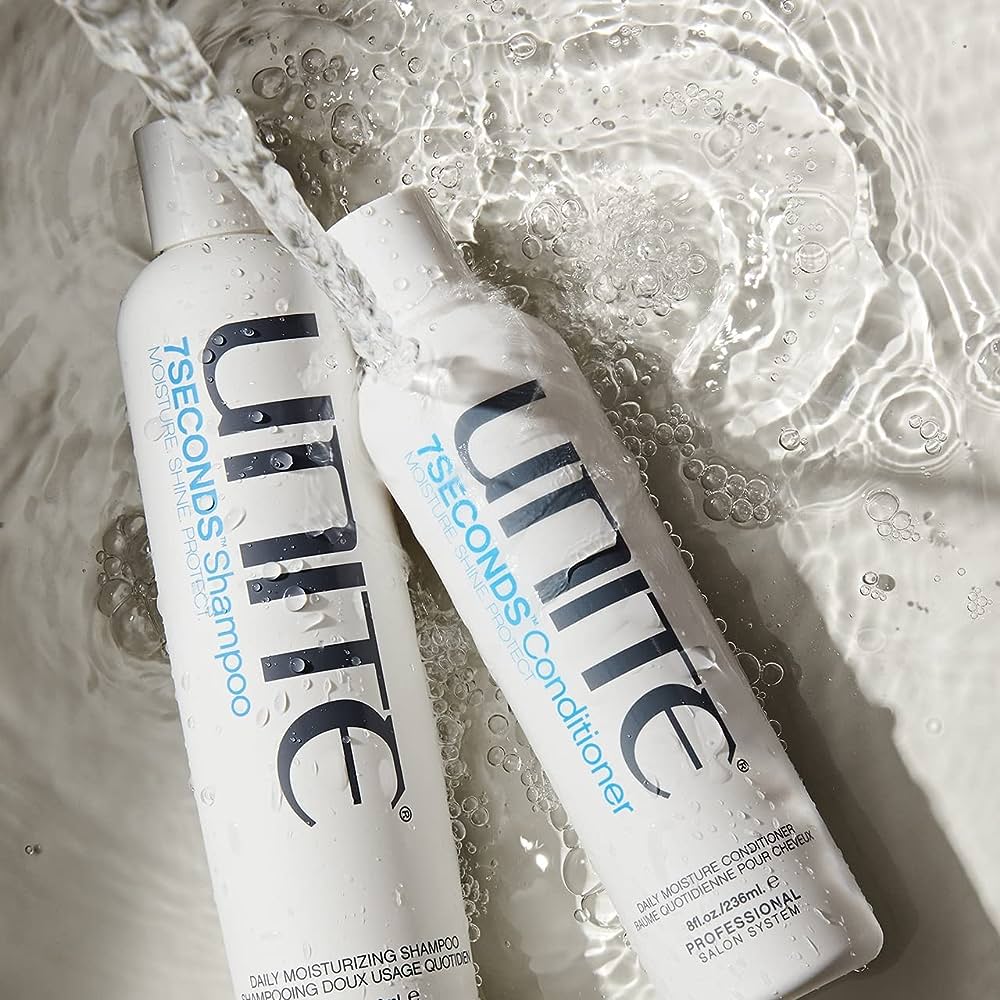 unite®
7SECONDS™ Shampoo
MOISTURE SHINE PROTECT
DAILY MOISTURIZING SHAMPOO
SHAMPOOING DOUX USAGE QUOTIDIEN
unite®
7SECONDS™ Conditioner
MOISTURE SHINE PROTECT
DAILY MOISTURE CONDITIONER
BAUME QUOTIDIENNE POUR CHEVEUX
8fl.oz./236ml. ℮
PROFESSIONAL
SALON SYSTEM